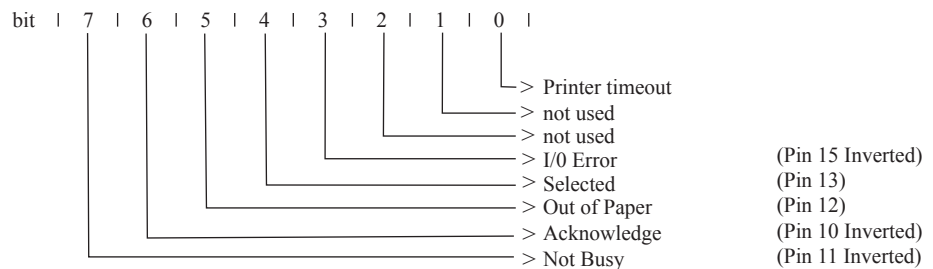 bit | 7 | 6 | 5 | 4 | 3 | 2 | 1 | 0 |
> Printer timeout
> not used
> not used
> I/0 Error (Pin 15 Inverted)
> Selected (Pin 13)
> Out of Paper (Pin 12)
> Acknowledge (Pin 10 Inverted)
> Not Busy (Pin 11 Inverted)